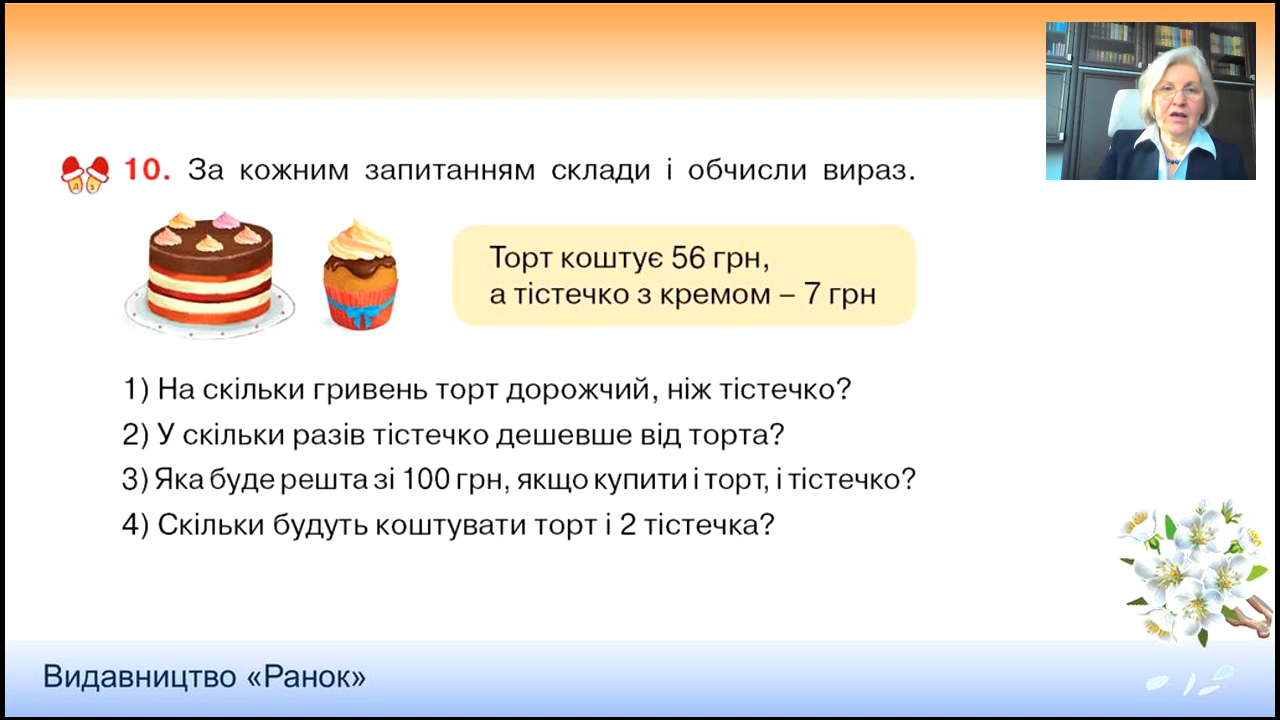 10. За кожним запитанням склади і обчисли вираз.
Торт коштує 56 грн,
а тістечко з кремом – 7 грн
1) На скільки гривень торт дорожчий, ніж тістечко?
2) У скільки разів тістечко дешевше від торта?
3) Яка буде решта зі 100 грн, якщо купити і торт, і тістечко?
4) Скільки будуть коштувати торт і 2 тістечка?
Видавництво «Ранок»